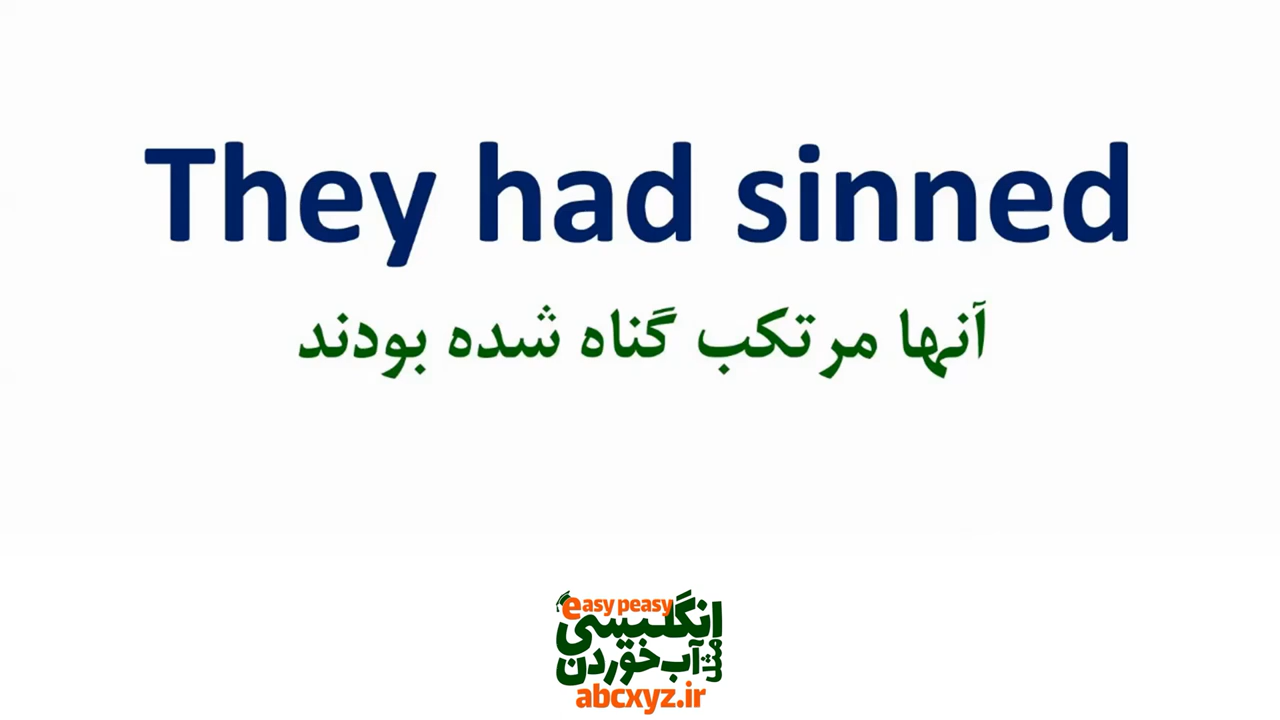 They had sinned
آنها مرتکب گناه شده بودند
easy peasy
انگلیسی
مثل آب خوردن
abcxyz.ir